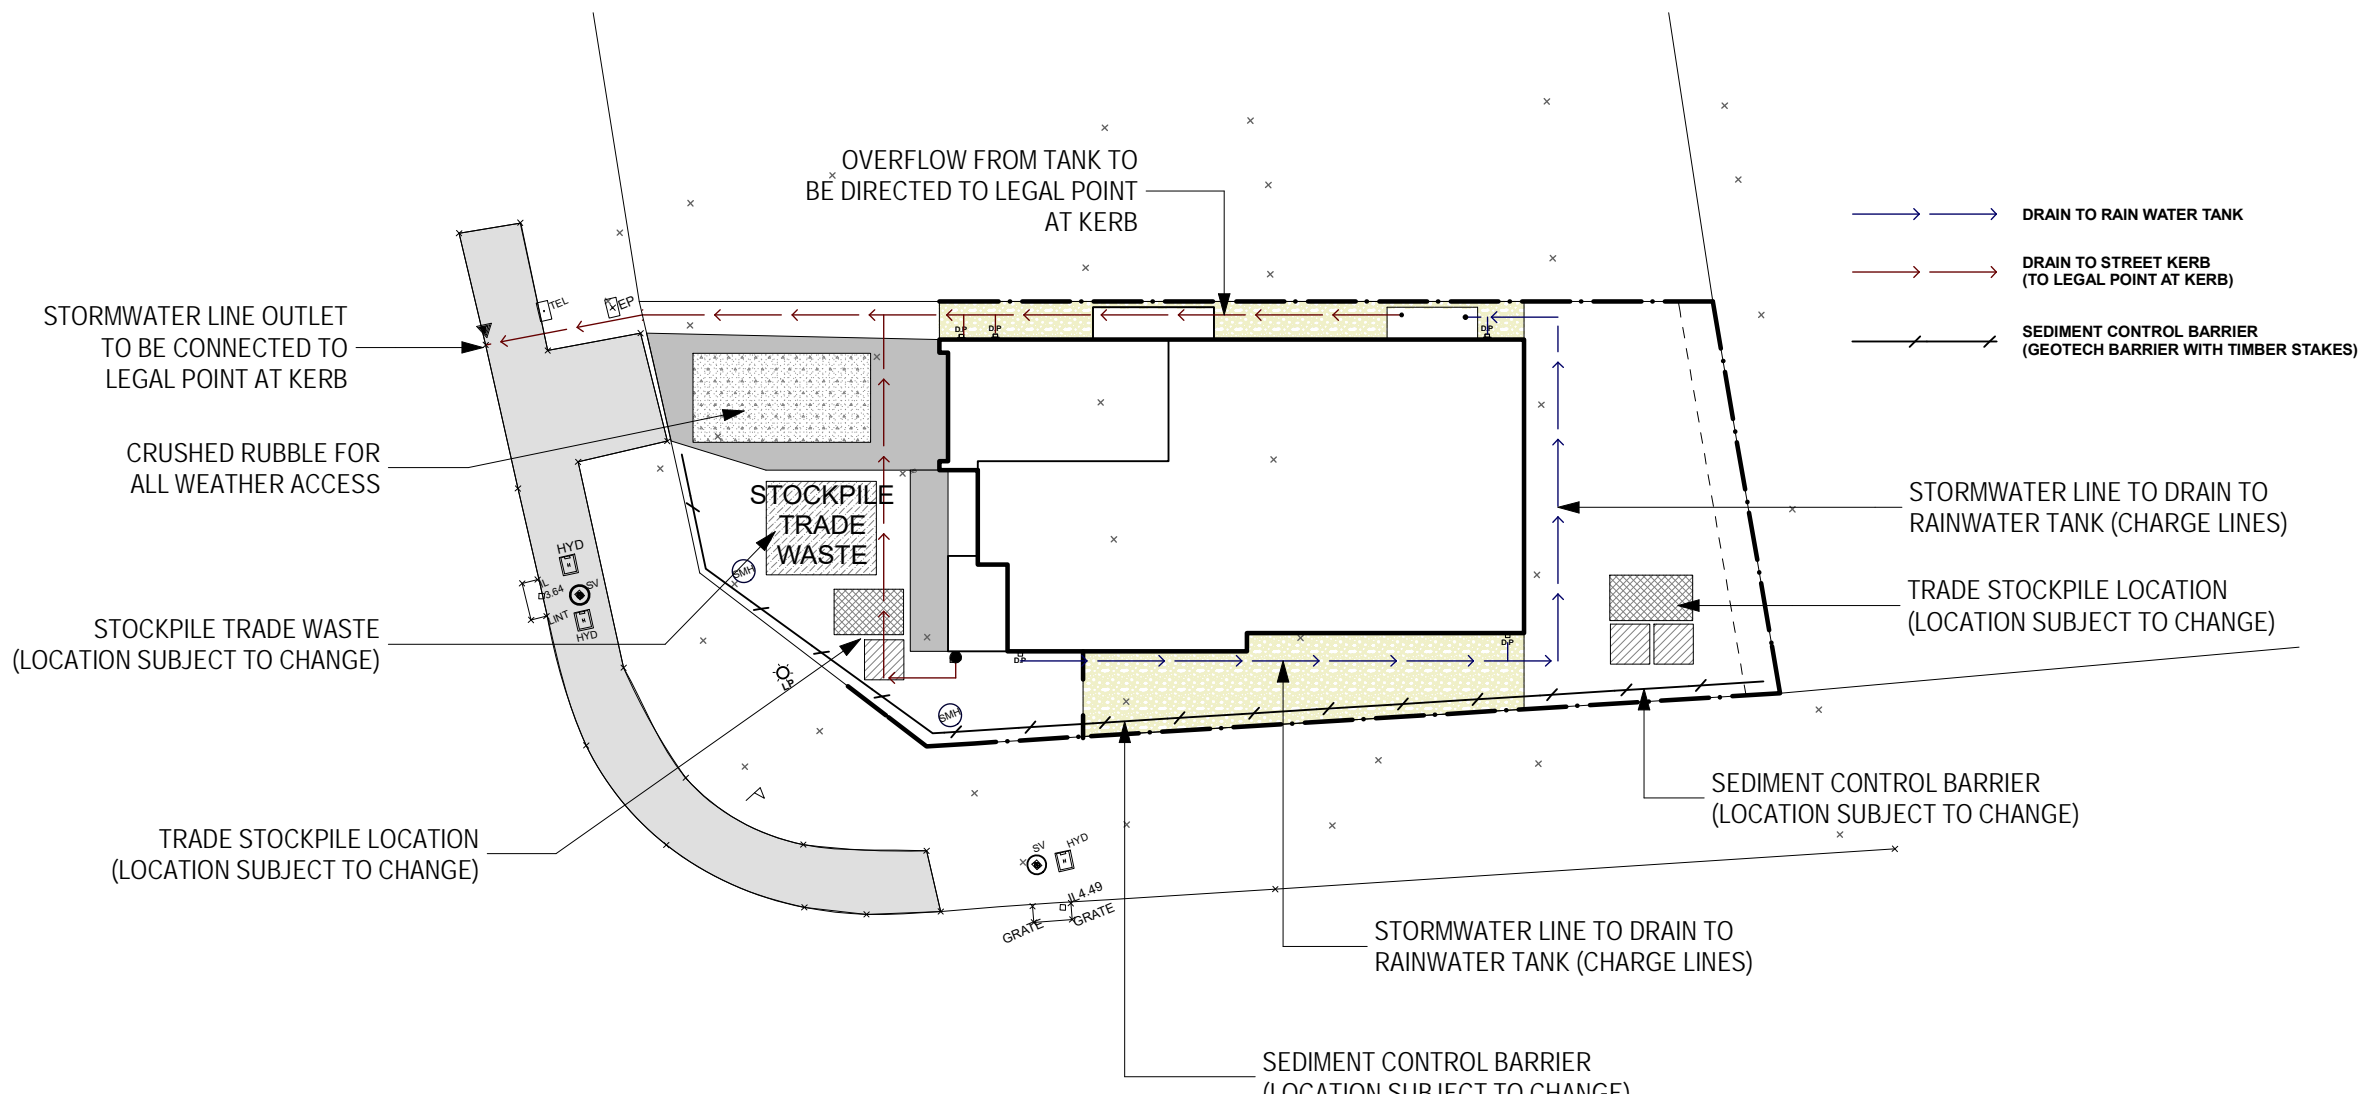 OVERFLOW FROM TANK TO
BE DIRECTED TO LEGAL POINT
AT KERB
DRAIN TO RAIN WATER TANK
DRAIN TO STREET KERB
(TO LEGAL POINT AT KERB)
SEDIMENT CONTROL BARRIER
(GEOTECH BARRIER WITH TIMBER STAKES)
STORMWATER LINE OUTLET
TO BE CONNECTED TO
LEGAL POINT AT KERB
TEL
EP
DP
DP
DP
CRUSHED RUBBLE FOR
ALL WEATHER ACCESS
STOCKPILE
TRADE
WASTE
STORMWATER LINE TO DRAIN TO
RAINWATER TANK (CHARGE LINES)
HYD
SV
IL
3.64
LINT
HYD
SMH
TRADE STOCKPILE LOCATION
(LOCATION SUBJECT TO CHANGE)
STOCKPILE TRADE WASTE
(LOCATION SUBJECT TO CHANGE)
LP
DP
DP
SMH
SEDIMENT CONTROL BARRIER
(LOCATION SUBJECT TO CHANGE)
TRADE STOCKPILE LOCATION
(LOCATION SUBJECT TO CHANGE)
SV
HYD
IL4.49
GRATE
GRATE
STORMWATER LINE TO DRAIN TO
RAINWATER TANK (CHARGE LINES)
SEDIMENT CONTROL BARRIER
(LOCATION SUBJECT TO CHANGE)